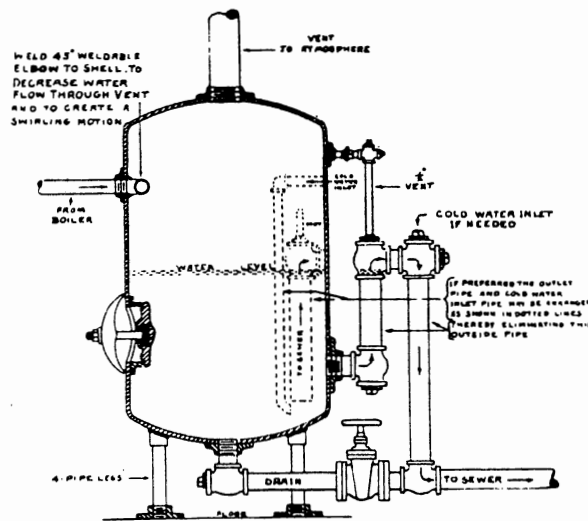 VENT
TO ATMOSPHERE
WELD 45° WELDABLE
ELBOW TO SHELL, TO
DECREASE WATER
FLOW THROUGH VENT
AND TO CREATE A
SWIRLING MOTION
FROM
BOILER
COLD
WATER
INLET
VENT
COLD WATER INLET
IF NEEDED
WATER LEVEL
IF PREFERRED THE OUTLET
PIPE AND COLD WATER
INLET PIPE MAY BE ARRANGED
AS SHOWN IN DOTTED LINES
THEREBY ELIMINATING THIS
OUTSIDE PIPE
TO SEWER
4-PIPE LEGS
DRAIN
TO SEWER
FLOOR